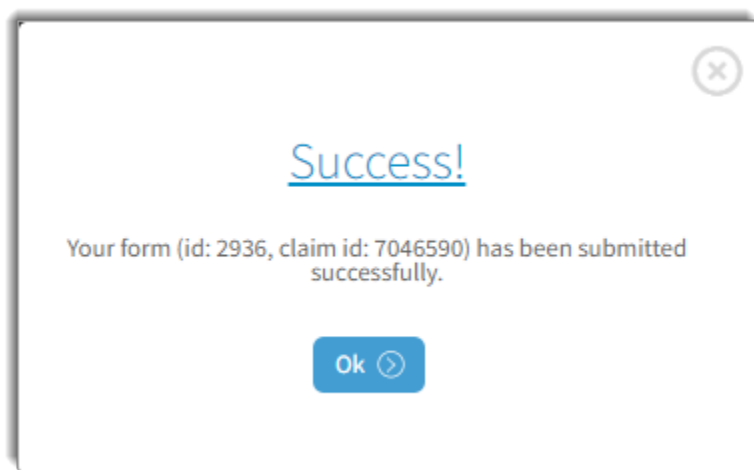 Success!
Your form (id: 2936, claim id: 7046590) has been submitted
successfully.
Ok